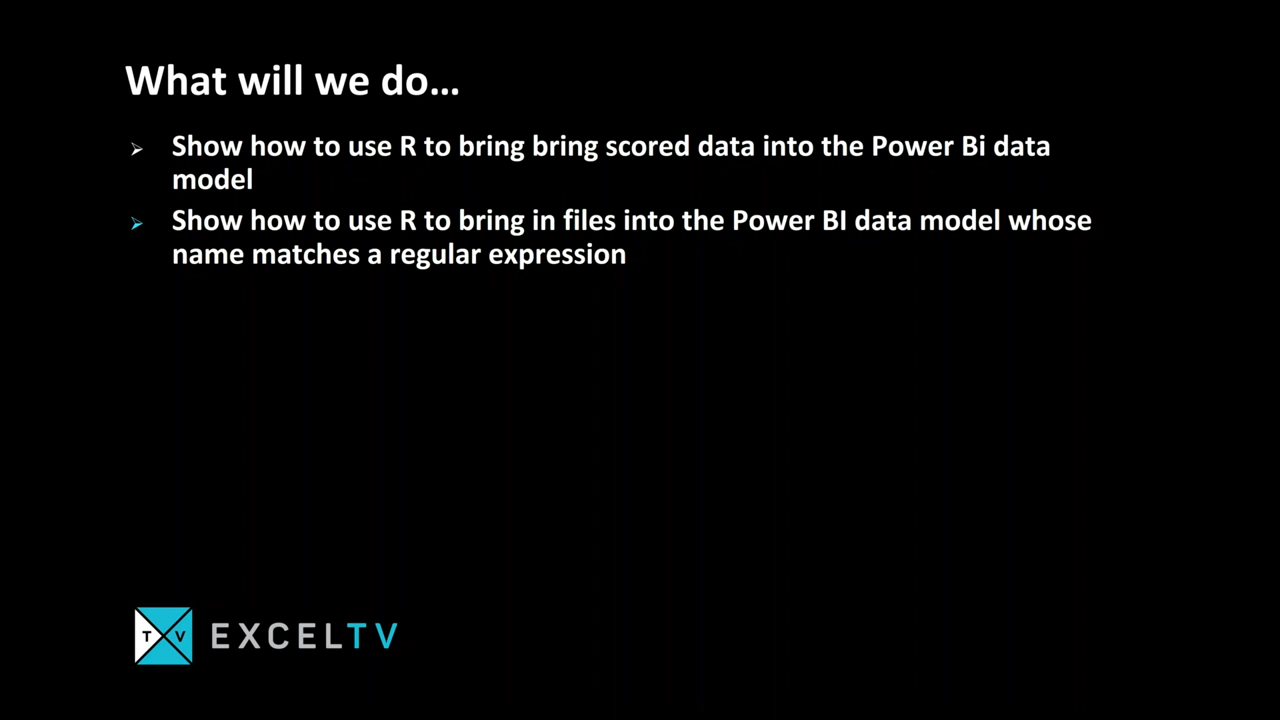 What will we do...
Show how to use R to bring bring scored data into the Power Bi data
model
Show how to use R to bring in files into the Power BI data model whose
name matches a regular expression
T V EXCELTV